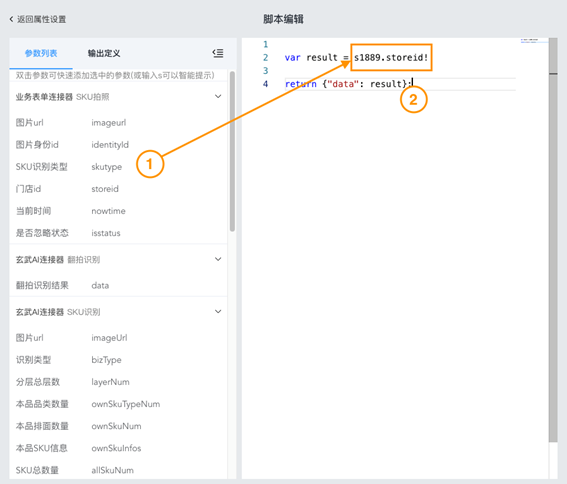 返回属性设置
脚本编辑
参数列表 输出定义
双击参数可快速添加选中的参数(或输入s可以智能提示)
业务表单连接器 SKU拍照
图片url imageurl
图片身份id identityId
SKU识别类型 skutype
门店id storeid
当前时间 nowtime
是否忽略状态 isstatus
玄武AI连接器 翻拍识别
翻拍识别结果 data
玄武AI连接器 SKU识别
图片url imageUrl
识别类型 bizType
分层总层数 layerNum
本品品类数量 ownSkuTypeNum
本品排面数量 ownSkuNum
本品SKU信息 ownSkuInfos
SKU总数量 allSkuNum
1
2 var result = s1889.storeid!
3
4 return {"data": result};
1
2